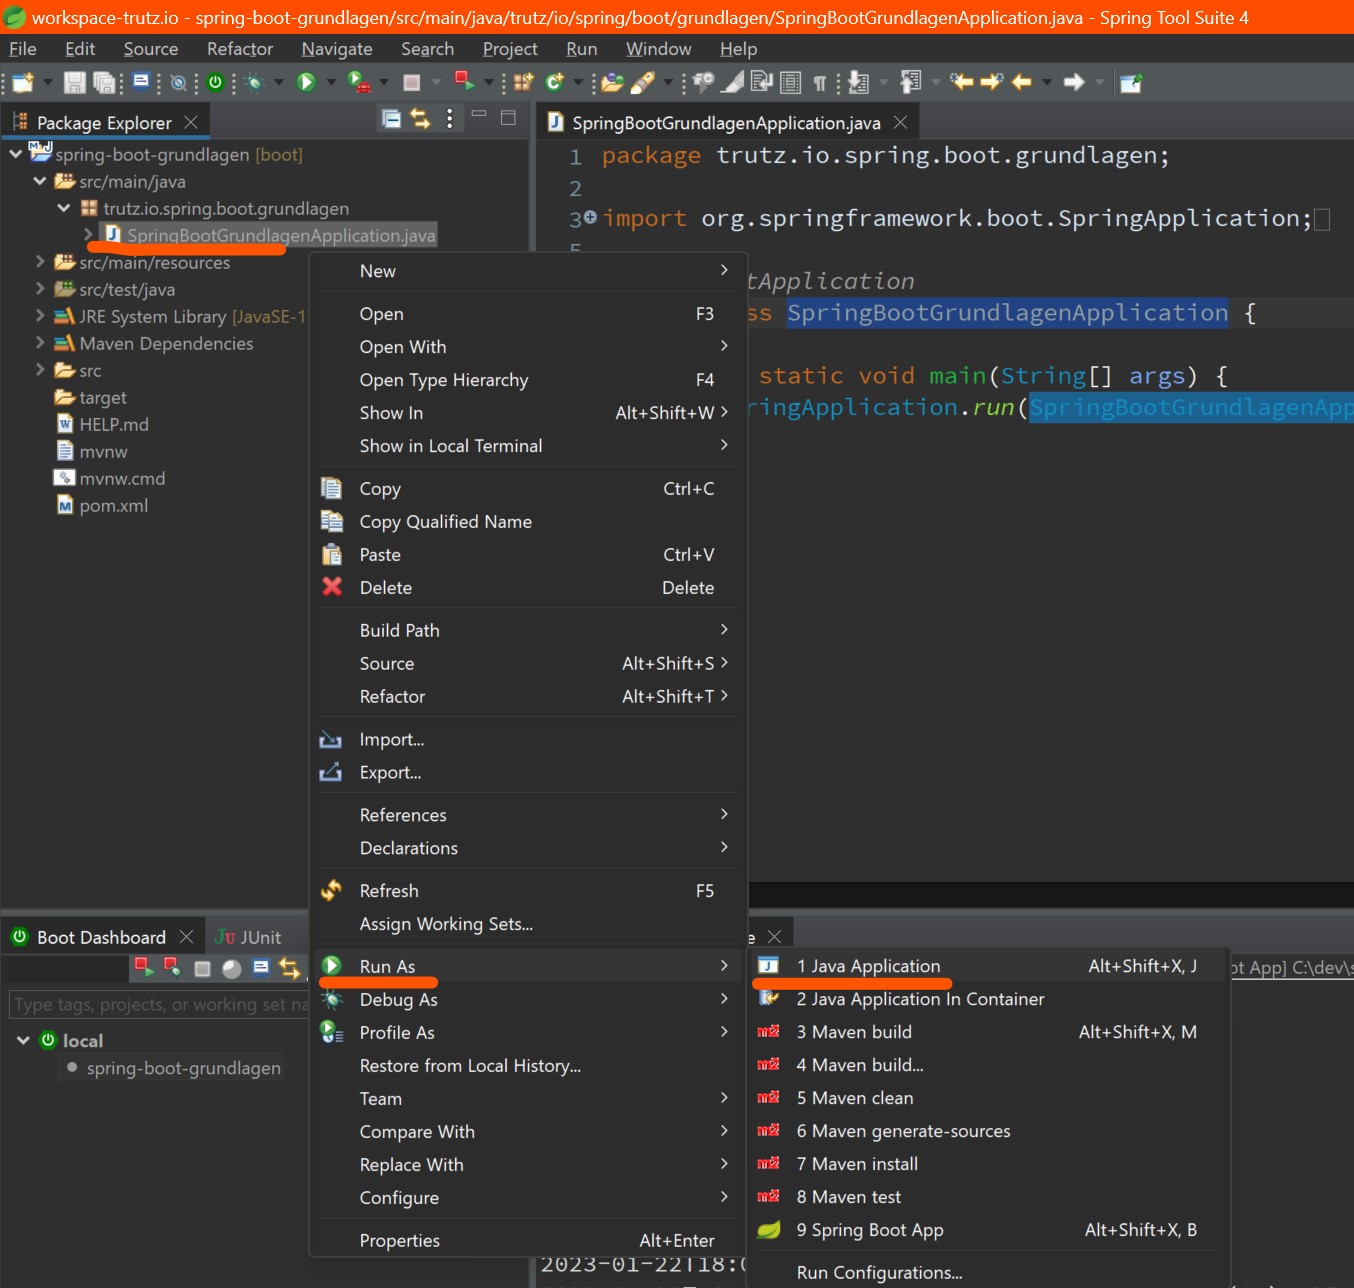 workspace-trutz.io - spring-boot-grundlagen/src/main/java/trutz/io/spring/boot/grundlagen/SpringBootGrundlagenApplication.java - Spring Tool Suite 4
File Edit Source Refactor Navigate Search Project Run Window Help
Package Explorer
spring-boot-grundlagen [boot]
src/main/java
trutz.io.spring.boot.grundlagen
SpringBootGrundlagenApplication.java
src/main/resources
src/test/java
JRE System Library [JavaSE-1
Maven Dependencies
src
target
HELP.md
mvnw
mvnw.cmd
pom.xml
SpringBootGrundlagenApplication.java
1 package trutz.io.spring.boot.grundlagen;
2
3 import org.springframework.boot.SpringApplication;
5
tApplication
ss SpringBootGrundlagenApplication {
static void main(String[] args) {
ringApplication.run(SpringBootGrundlagenApp
New
Open F3
Open With
Open Type Hierarchy F4
Show In Alt+Shift+W
Show in Local Terminal
Copy Ctrl+C
Copy Qualified Name
Paste Ctrl+V
Delete Delete
Build Path
Source Alt+Shift+S
Refactor Alt+Shift+T
Import...
Export...
References
Declarations
Refresh F5
Assign Working Sets...
Run As
Debug As
Profile As
Restore from Local History...
Team
Compare With
Replace With
Configure
Properties Alt+Enter
Boot Dashboard
JUnit
Type tags, projects, or working set na
local
spring-boot-grundlagen
e
ot App] C:\dev\s
1 Java Application Alt+Shift+X, J
2 Java Application In Container
3 Maven build Alt+Shift+X, M
4 Maven build...
5 Maven clean
6 Maven generate-sources
7 Maven install
8 Maven test
9 Spring Boot App Alt+Shift+X, B
Run Configurations...
2023-01-22T18:0